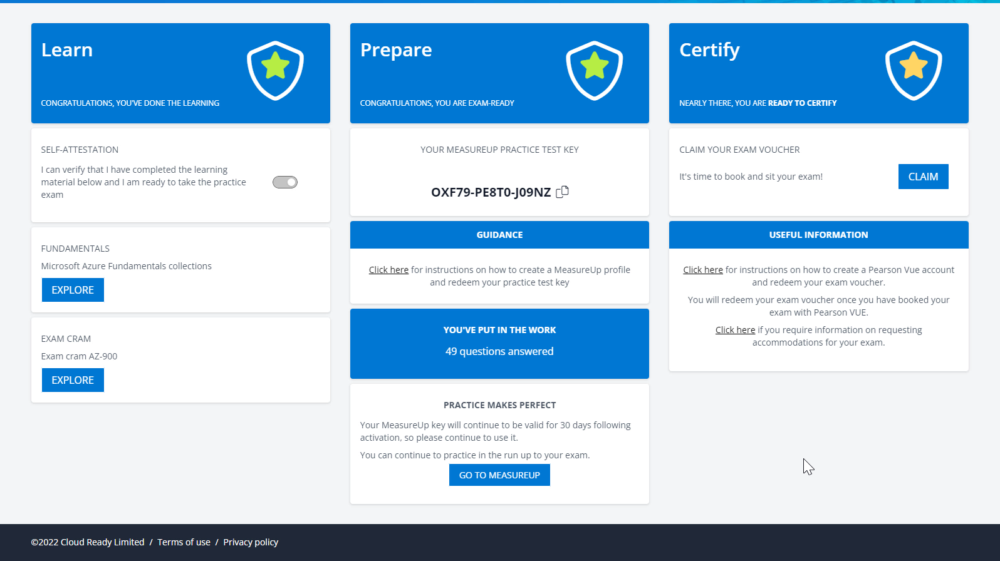 Learn
CONGRATULATIONS, YOU'VE DONE THE LEARNING
SELF-ATTESTATION
I can verify that I have completed the learning
material below and I am ready to take the practice
exam
FUNDAMENTALS
Microsoft Azure Fundamentals collections
EXPLORE
EXAM CRAM
Exam cram AZ-900
EXPLORE
Prepare
CONGRATULATIONS, YOU ARE EXAM-READY
YOUR MEASUREUP PRACTICE TEST KEY
OXF79-PE8T0-J09NZ
GUIDANCE
Click here for instructions on how to create a MeasureUp profile
and redeem your practice test key
YOU'VE PUT IN THE WORK
49 questions answered
PRACTICE MAKES PERFECT
Your MeasureUp key will continue to be valid for 30 days following
activation, so please continue to use it.
You can continue to practice in the run up to your exam.
GO TO MEASUREUP
Certify
NEARLY THERE, YOU ARE READY TO CERTIFY
CLAIM YOUR EXAM VOUCHER
It's time to book and sit your exam!
CLAIM
USEFUL INFORMATION
Click here for instructions on how to create a Pearson Vue account
and redeem your exam voucher.
You will redeem your exam voucher once you have booked your
exam with Pearson VUE.
Click here if you require information on requesting
accommodations for your exam.
©2022 Cloud Ready Limited / Terms of use / Privacy policy